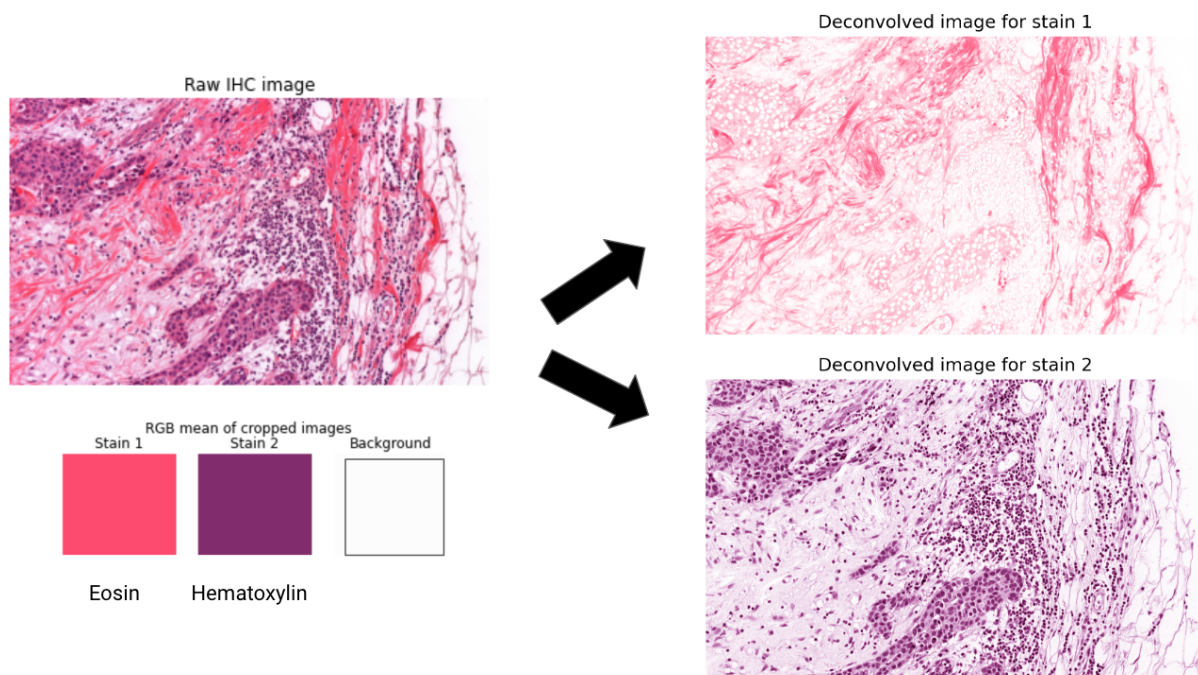 Raw IHC image
RGB mean of cropped images
Stain 1
Stain 2
Background
Eosin
Hematoxylin
Deconvolved image for stain 1
Deconvolved image for stain 2